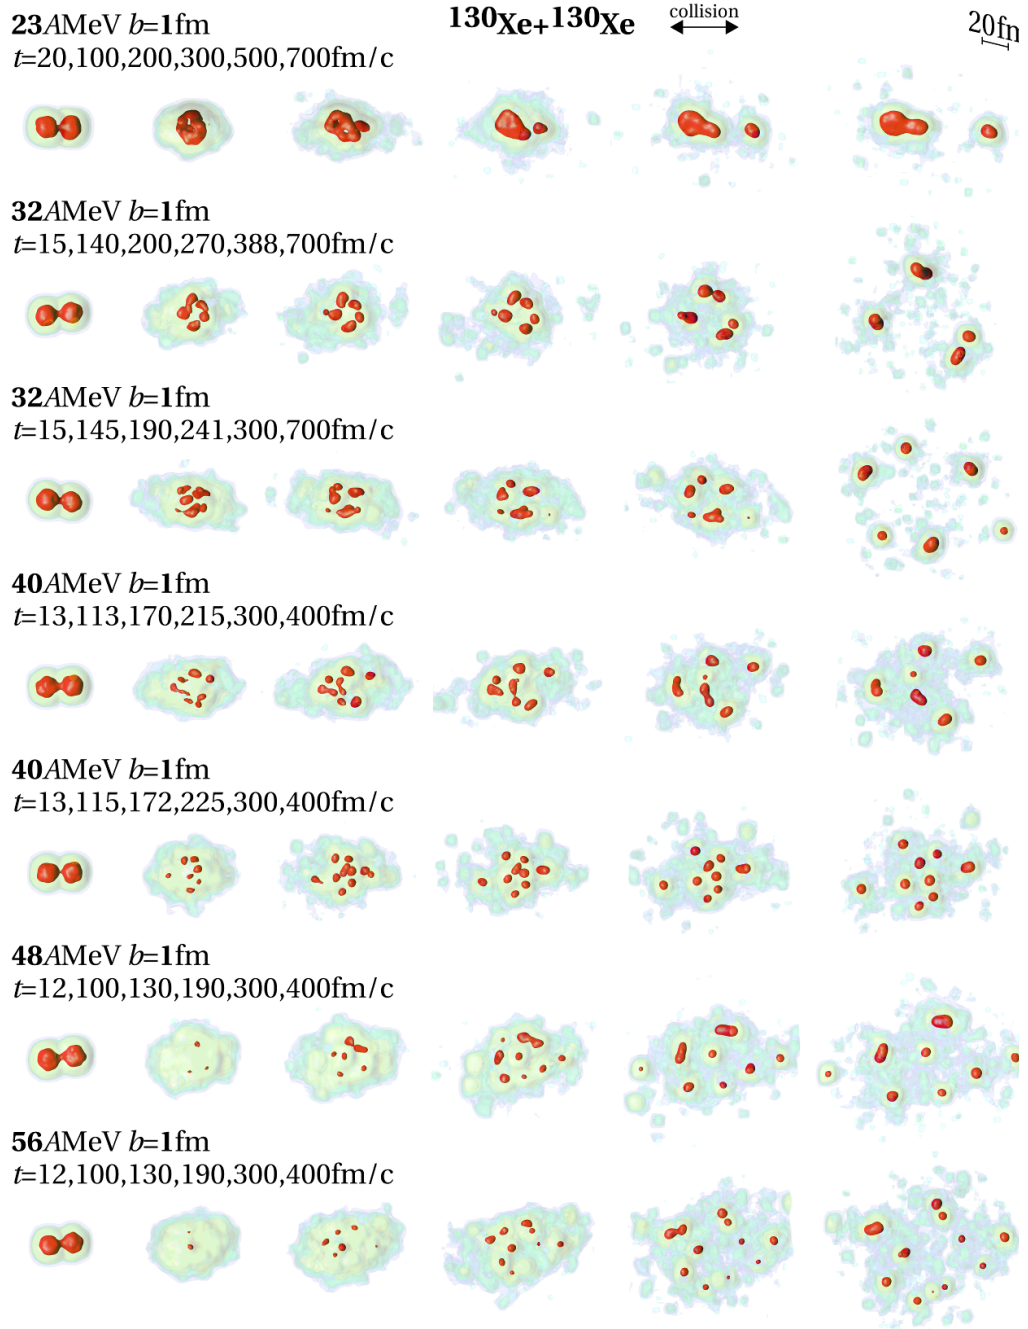 23AMeV b=1fm
130Xe+130Xe
collision
20fm
t=20,100,200,300,500,700fm/c
32AMeV b=1fm
t=15,140,200,270,388,700fm/c
32AMeV b=1fm
t=15,145,190,241,300,700fm/c
40AMeV b=1fm
t=13,113,170,215,300,400fm/c
40AMeV b=1fm
t=13,115,172,225,300,400fm/c
48AMeV b=1fm
t=12,100,130,190,300,400fm/c
56AMeV b=1fm
t=12,100,130,190,300,400fm/c